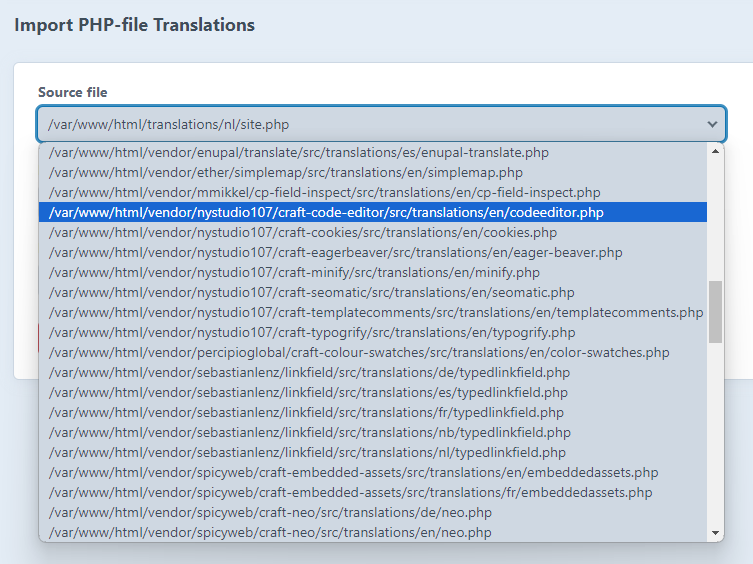 Import PHP-file Translations
Source file
/var/www/html/translations/nl/site.php
/var/www/html/vendor/enupal/translate/src/translations/es/enupal-translate.php
/var/www/html/vendor/ether/simplemap/src/translations/en/simplemap.php
/var/www/html/vendor/mmikkel/cp-field-inspect/src/translations/en/cp-field-inspect.php
/var/www/html/vendor/nystudio107/craft-code-editor/src/translations/en/codeeditor.php
/var/www/html/vendor/nystudio107/craft-cookies/src/translations/en/cookies.php
/var/www/html/vendor/nystudio107/craft-eagerbeaver/src/translations/en/eager-beaver.php
/var/www/html/vendor/nystudio107/craft-minify/src/translations/en/minify.php
/var/www/html/vendor/nystudio107/craft-seomatic/src/translations/en/seomatic.php
/var/www/html/vendor/nystudio107/craft-templatecomments/src/translations/en/templatecomments.php
/var/www/html/vendor/nystudio107/craft-typogrify/src/translations/en/typogrify.php
/var/www/html/vendor/percipioglobal/craft-colour-swatches/src/translations/en/color-swatches.php
/var/www/html/vendor/sebastianlenz/linkfield/src/translations/de/typedlinkfield.php
/var/www/html/vendor/sebastianlenz/linkfield/src/translations/es/typedlinkfield.php
/var/www/html/vendor/sebastianlenz/linkfield/src/translations/fr/typedlinkfield.php
/var/www/html/vendor/sebastianlenz/linkfield/src/translations/nb/typedlinkfield.php
/var/www/html/vendor/sebastianlenz/linkfield/src/translations/nl/typedlinkfield.php
/var/www/html/vendor/spicyweb/craft-embedded-assets/src/translations/en/embeddedassets.php
/var/www/html/vendor/spicyweb/craft-embedded-assets/src/translations/fr/embeddedassets.php
/var/www/html/vendor/spicyweb/craft-neo/src/translations/de/neo.php
/var/www/html/vendor/spicyweb/craft-neo/src/translations/en/neo.php